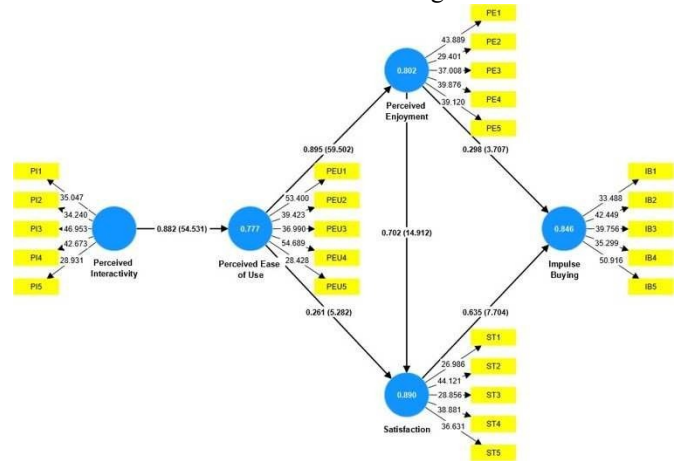 PE1
PE2
PE3
PE4
PE5
43.889
29.401
37.008
39.876
39.120
0.802
Perceived
Enjoyment
0.895 (59.502)
0.298 (3.707)
PI1
PI2
PI3
PI4
PI5
35.047
34.240
46.953
42.673
28.931
Perceived
Interactivity
0.882 (54.531)
0.777
Perceived Ease
of Use
53.400
39.423
36.990
54.689
28.428
PEU1
PEU2
PEU3
PEU4
PEU5
0.702 (14.912)
0.846
Impulse
Buying
33.488
42.449
39.756
35.299
50.916
IB1
IB2
IB3
IB4
IB5
0.261 (5.282)
0.635 (7.704)
0.890
Satisfaction
26.986
44.121
28.856
38.881
36.631
ST1
ST2
ST3
ST4
ST5